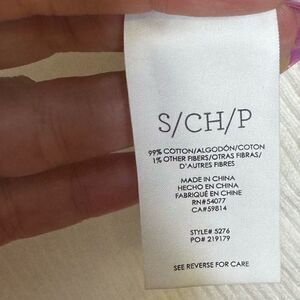 S/CH/P
99% COTTON/ALGODÓN/COTON
1% OTHER FIBERS/OTRAS FIBRAS/
D'AUTRES FIBRES
MADE IN CHINA
HECHO EN CHINA
FABRIQUÉ EN CHINE
RN#54077
CA#59814
STYLE# 5276
PO# 219179
SEE REVERSE FOR CARE